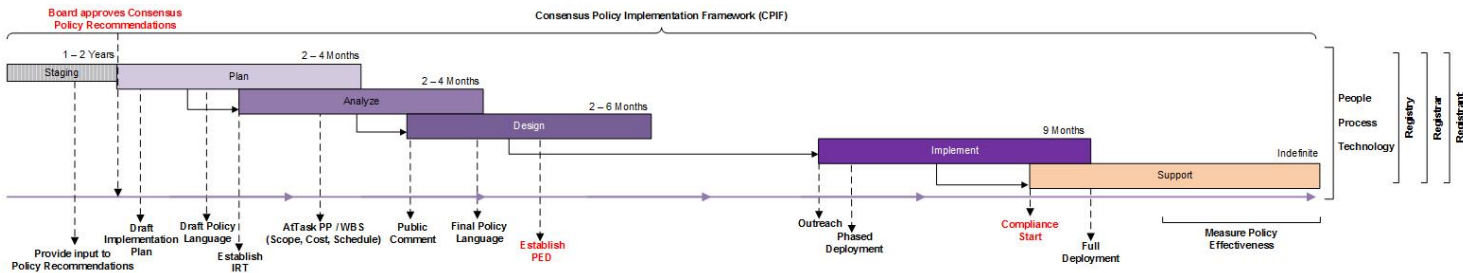 Board approves Consensus
Policy Recommendations
Consensus Policy Implementation Framework (CPIF)
1 – 2 Years
2 – 4 Months
Staging
Plan
2 – 4 Months
Analyze
2 – 6 Months
Design
9 Months
Implement
Indefinite
Support
People
Process
Technology
Registry
Registrar
Registrant
Provide input to
Policy Recommendations
Draft
Implementation
Plan
Draft Policy
Language
Establish
IRT
AtTask PP / WBS
(Scope, Cost, Schedule)
Public
Comment
Final Policy
Language
Establish
PED
Outreach
Phased
Deployment
Compliance
Start
Full
Deployment
Measure Policy
Effectiveness